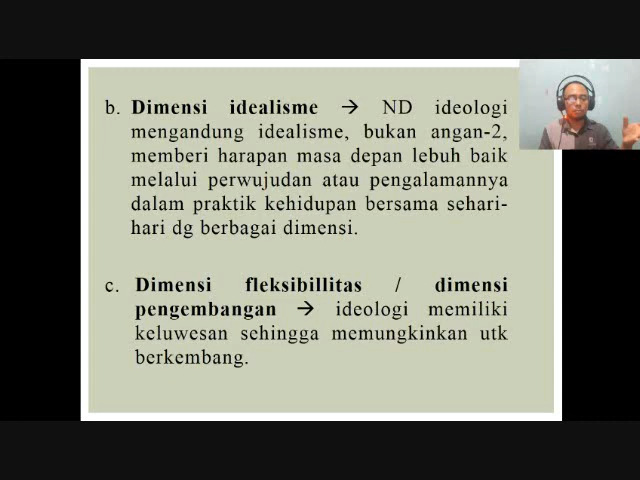 b. Dimensi idealisme → ND ideologi
mengandung idealisme, bukan angan-2,
memberi harapan masa depan lebuh baik
melalui perwujudan atau pengalamannya
dalam praktik kehidupan bersama sehari-
hari dg berbagai dimensi.
c. Dimensi fleksibillitas / dimensi
pengembangan → ideologi memiliki
keluwesan sehingga memungkinkan utk
berkembang.